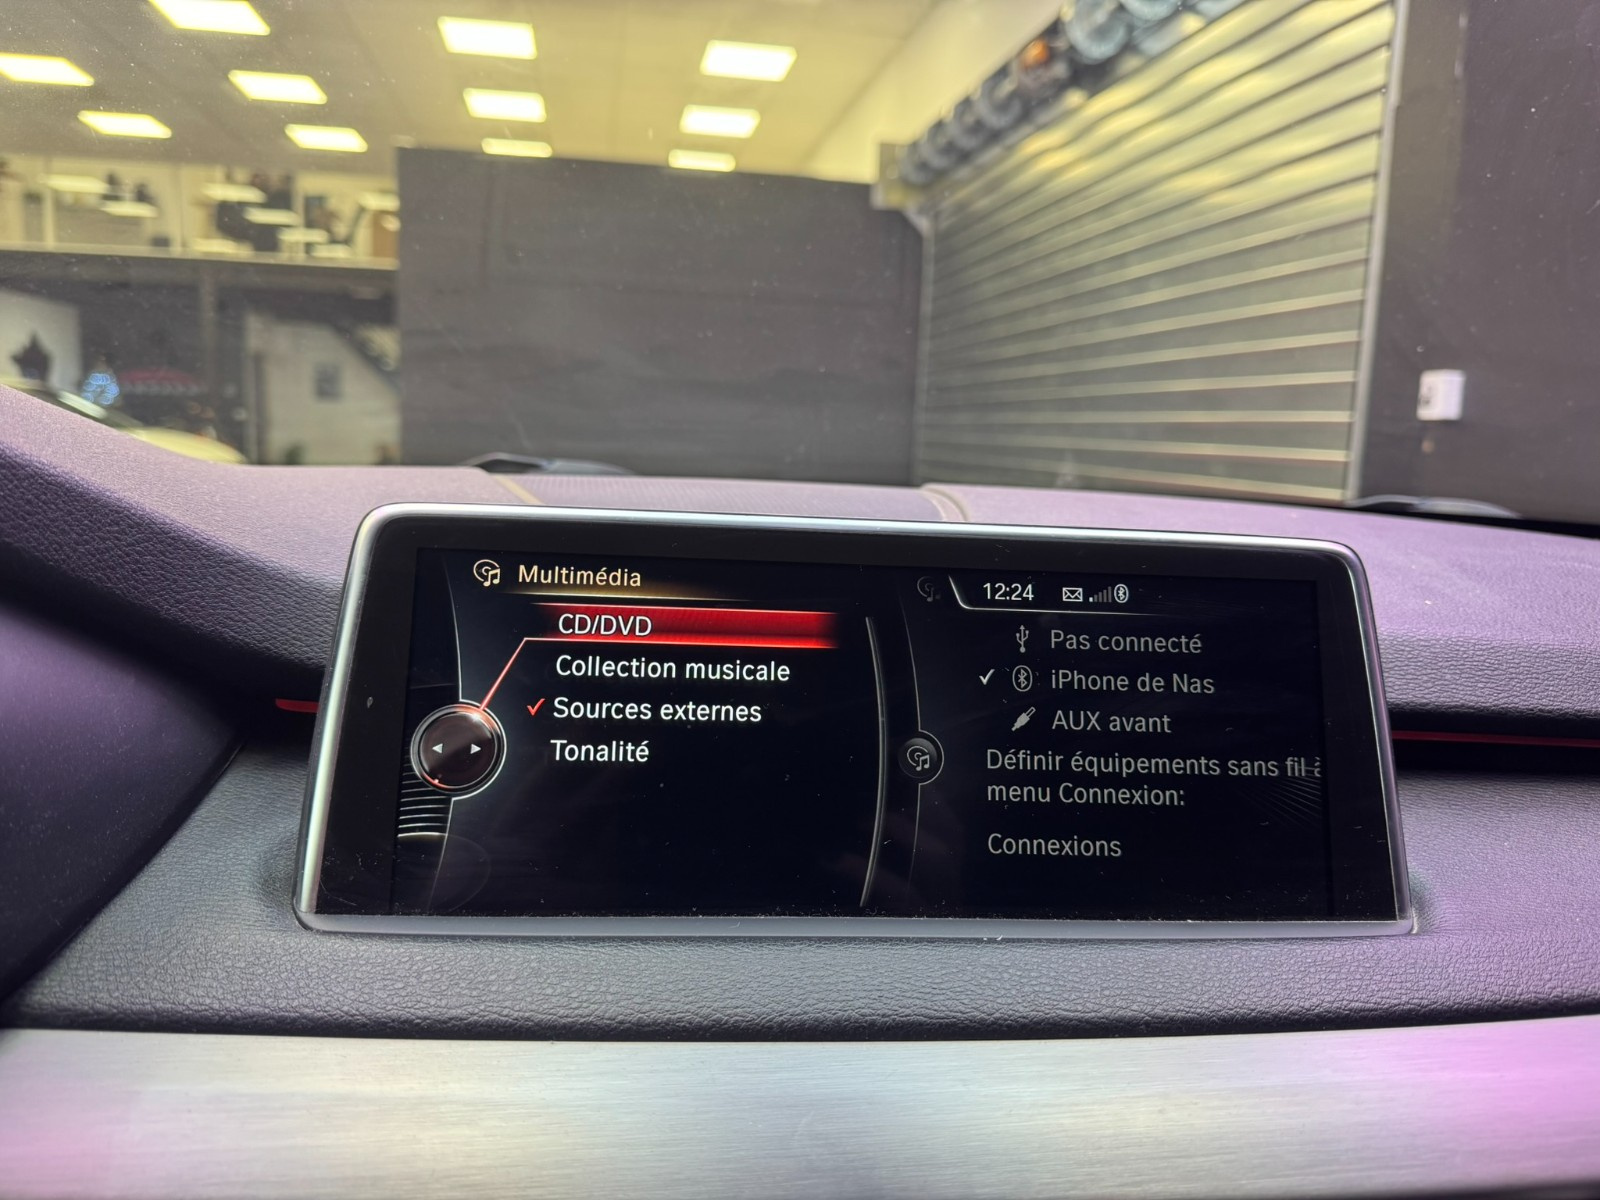 Multimédia
CD/DVD
Collection musicale
Sources externes
Tonalité
12:24
Pas connecté
iPhone de Nas
AUX avant
Définir équipements sans fil à
menu Connexion:
Connexions